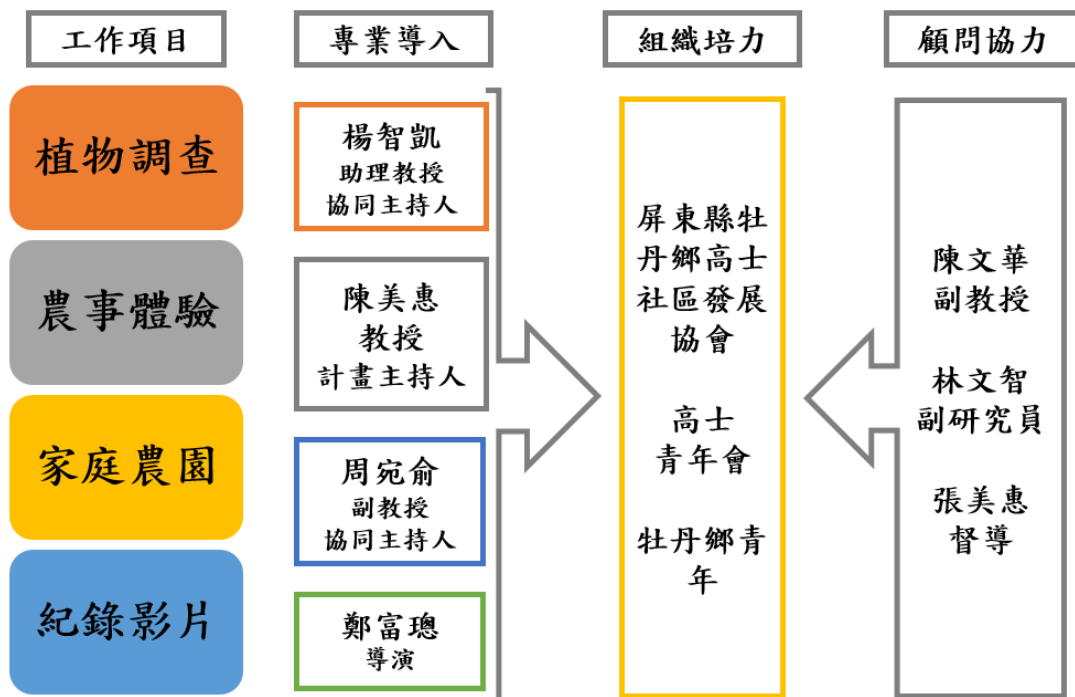 工作項目
專業導入
組織培力
顧問協力
植物調查
農事體驗
家庭農園
紀錄影片
楊智凱
助理教授
協同主持人
陳美惠
教授
計畫主持人
周宛俞
副教授
協同主持人
鄭富璁
導演
屏東縣牡
丹鄉高士
社區發展
協會
高士
青年會
牡丹鄉青
年
陳文華
副教授
林文智
副研究員
張美惠
督導